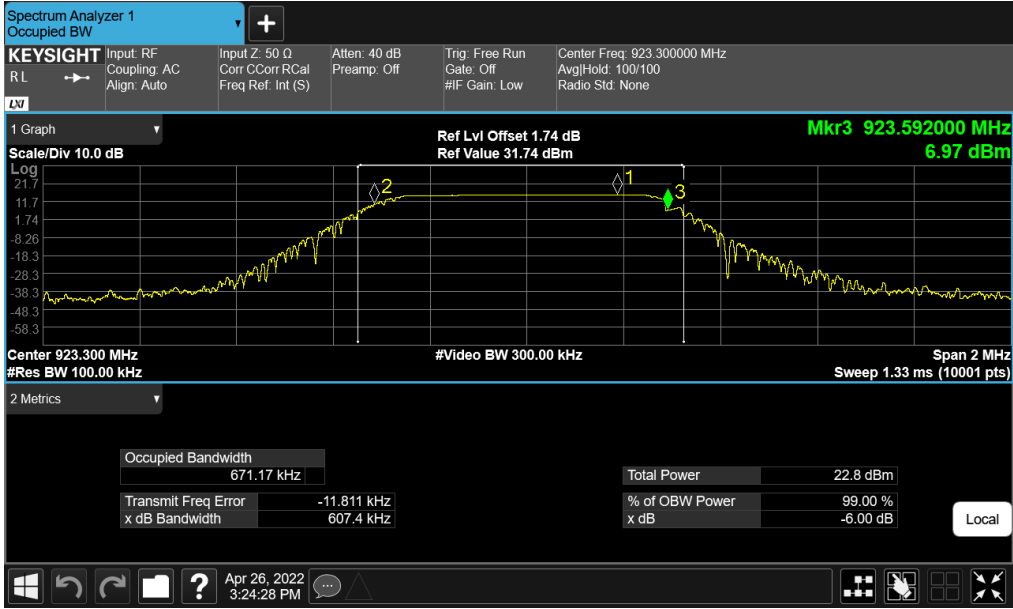 Spectrum Analyzer 1
Occupied BW
+
KEYSIGHT
R L
LXI
Input: RF
Coupling: AC
Align: Auto
Input Z: 50 Ω
Corr CCorr RCal
Freq Ref: Int (S)
Atten: 40 dB
Preamp: Off
Trig: Free Run
Gate: Off
#IF Gain: Low
Center Freq: 923.300000 MHz
Avg|Hold: 100/100
Radio Std: None
1 Graph
Scale/Div 10.0 dB
Ref Lvl Offset 1.74 dB
Ref Value 31.74 dBm
Mkr3 923.592000 MHz
6.97 dBm
Log
21.7
11.7
1.74
-8.26
-18.3
-28.3
-38.3
-48.3
-58.3
2
1
3
Center 923.300 MHz
#Res BW 100.00 kHz
#Video BW 300.00 kHz
Span 2 MHz
Sweep 1.33 ms (10001 pts)
2 Metrics
Occupied Bandwidth
671.17 kHz
Transmit Freq Error -11.811 kHz
x dB Bandwidth 607.4 kHz
Total Power 22.8 dBm
% of OBW Power 99.00 %
x dB -6.00 dB
Local
?
Apr 26, 2022
3:24:28 PM